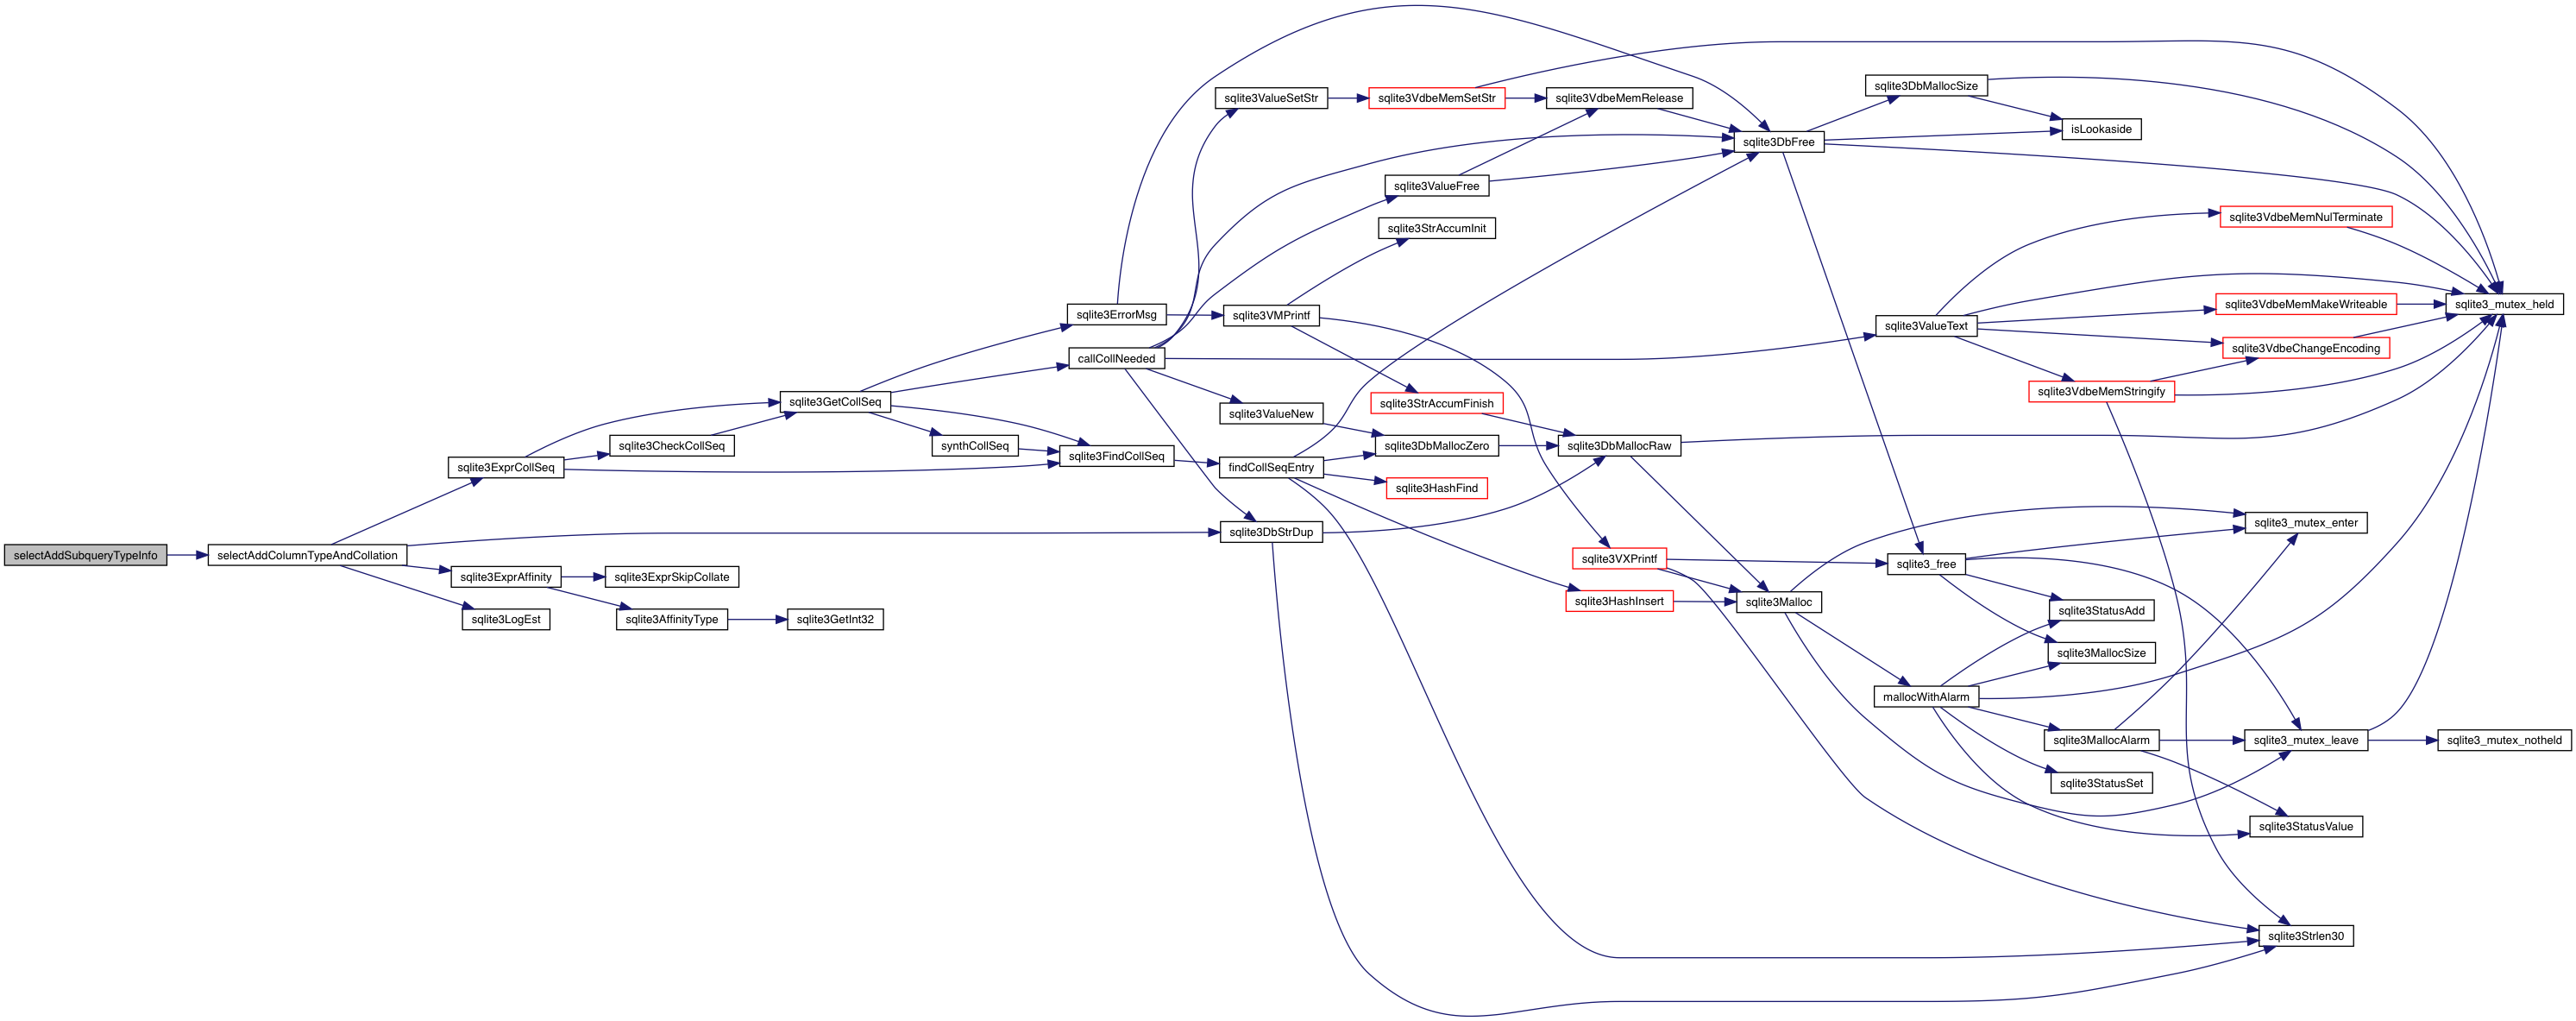 selectAddSubqueryTypeInfo
selectAddColumnTypeAndCollation
sqlite3ExprCollSeq
sqlite3ExprAffinity
sqlite3LogEst
sqlite3CheckCollSeq
sqlite3ExprSkipCollate
sqlite3AffinityType
sqlite3GetCollSeq
sqlite3GetInt32
synthCollSeq
sqlite3ErrorMsg
callCollNeeded
sqlite3FindCollSeq
sqlite3ValueSetStr
sqlite3VMPrintf
sqlite3ValueNew
findCollSeqEntry
sqlite3DbStrDup
sqlite3VdbeMemSetStr
sqlite3ValueFree
sqlite3StrAccumInit
sqlite3StrAccumFinish
sqlite3DbMallocZero
sqlite3HashFind
sqlite3VdbeMemRelease
sqlite3DbMallocRaw
sqlite3VXPrintf
sqlite3HashInsert
sqlite3DbFree
sqlite3Malloc
sqlite3DbMallocSize
sqlite3ValueText
sqlite3_free
mallocWithAlarm
isLookaside
sqlite3VdbeMemStringify
sqlite3StatusAdd
sqlite3MallocSize
sqlite3MallocAlarm
sqlite3StatusSet
sqlite3VdbeMemNulTerminate
sqlite3VdbeMemMakeWriteable
sqlite3VdbeChangeEncoding
sqlite3_mutex_enter
sqlite3_mutex_leave
sqlite3StatusValue
sqlite3Strlen30
sqlite3_mutex_held
sqlite3_mutex_notheld